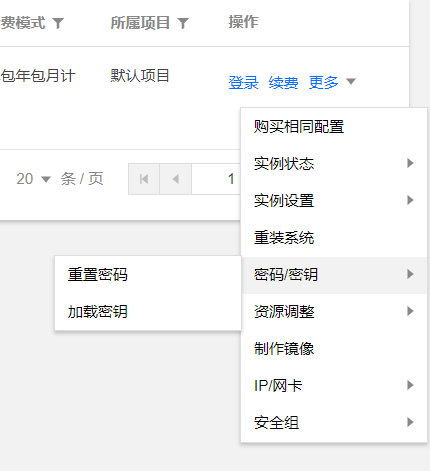 费模式 所属项目 操作
包年包月计 默认项目 登录 续费 更多
购买相同配置
实例状态
20 条 / 页 1
实例设置
重装系统
密码/密钥
重置密码
加载密钥
资源调整
制作镜像
IP/网卡
安全组